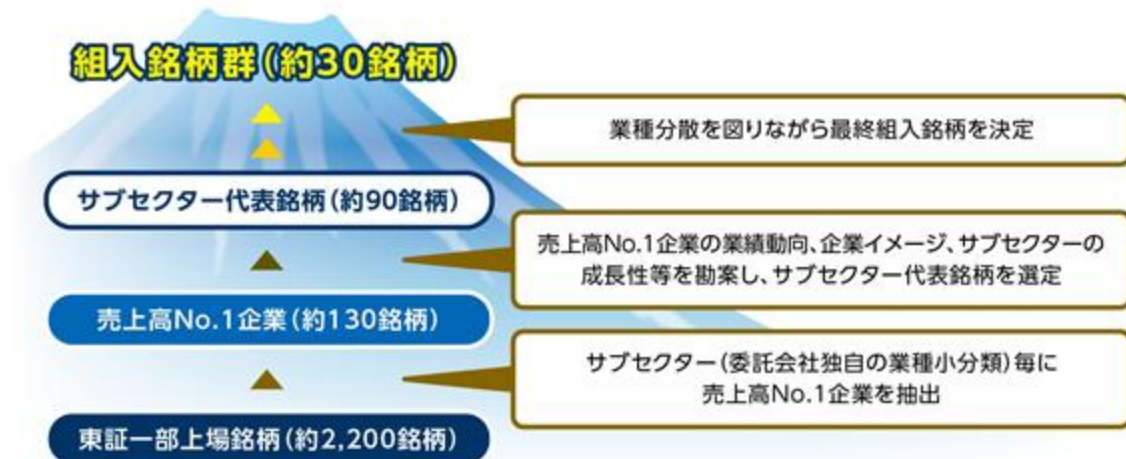 組入銘柄群(約30銘柄)
業種分散を図りながら最終組入銘柄を決定
サブセクター代表銘柄(約90銘柄)
売上高No.1企業の業績動向、企業イメージ、サブセクターの
成長性等を勘案し、サブセクター代表銘柄を選定
売上高No.1企業(約130銘柄)
サブセクター(委託会社独自の業種小分類)毎に
売上高No.1企業を抽出
東証一部上場銘柄(約2,200銘柄)